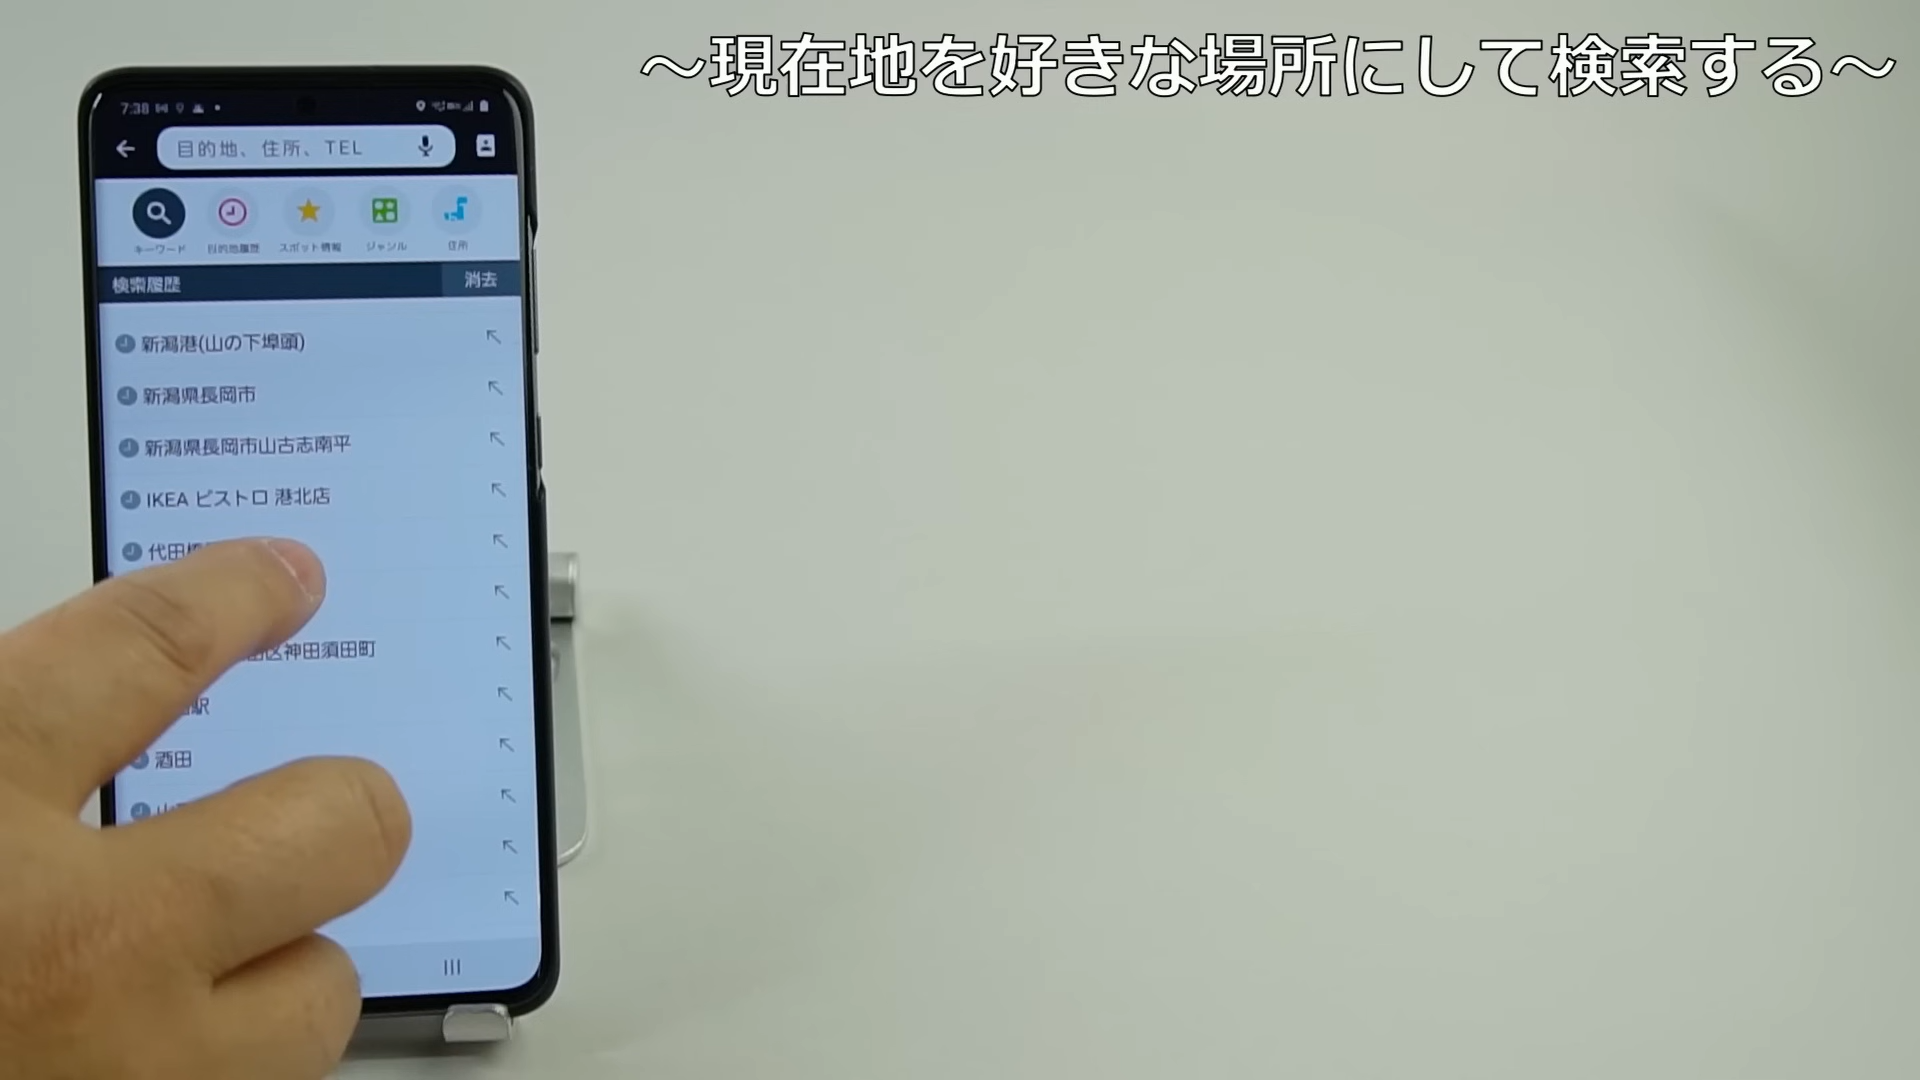 ～現在地を好きな場所にして検索する～
7:38
目的地、住所、TEL
キーワード 目的地履歴 スポット情報 ジャンル 住所
検索履歴 消去
新潟港(山の下埠頭)
新潟県長岡市
新潟県長岡市山古志南平
IKEA ビストロ 港北店
代田橋
区神田須田町
駅
酒田
山